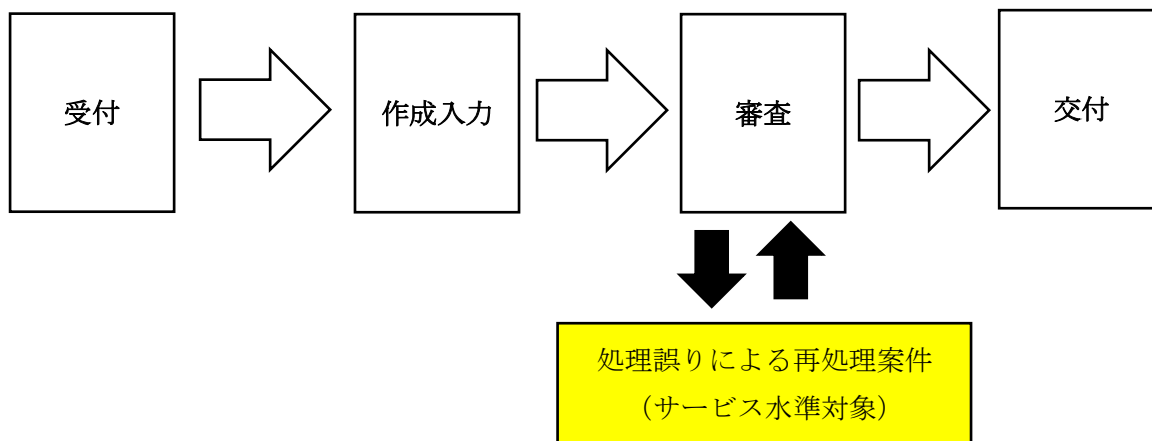 受付
作成入力
審査
交付
処理誤りによる再処理案件
（サービス水準対象）